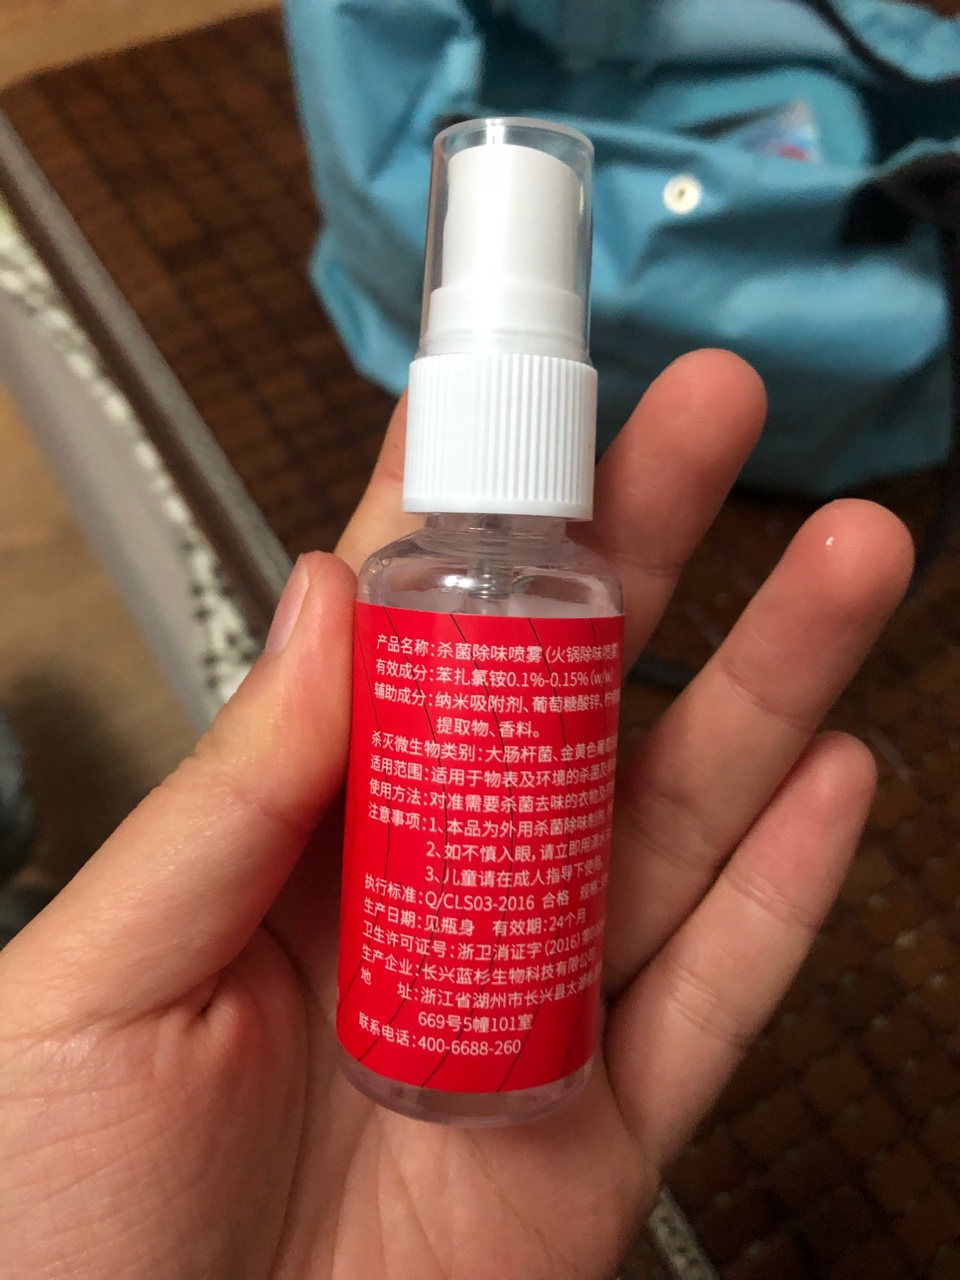 产品名称：杀菌除味喷雾（火锅除味喷雾
有效成分：苯扎氯铵0.1%-0.15%（w/w）
辅助成分：纳米吸附剂、葡萄糖酸锌、柠檬
提取物、香料。
杀灭微生物类别：大肠杆菌、金黄色葡萄
适用范围：适用于物表及环境的杀菌及
使用方法：对准需要杀菌去味的衣物及
注意事项：1、本品为外用杀菌除味制剂，
2、如不慎入眼，请立即用清水
3、儿童请在成人指导下使用。
执行标准：Q/CLS03-2016 合格 规格：
生产日期：见瓶身 有效期：24个月
卫生许可证号：浙卫消证字（2016）第
生产企业：长兴蓝杉生物科技有限公司
地 址：浙江省湖州市长兴县太湖
669号5幢101室
联系电话：400-6688-260